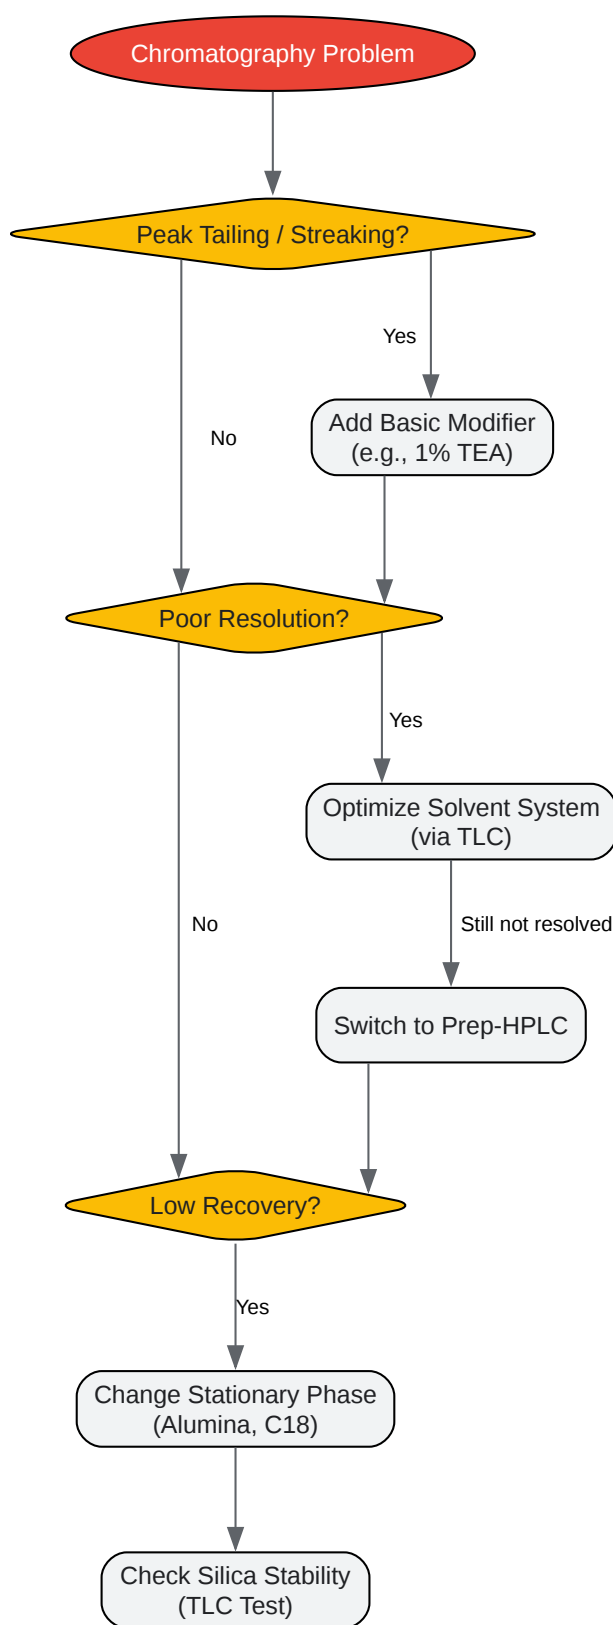 Chromatography Problem
Peak Tailing / Streaking?
Yes
No
Add Basic Modifier
(e.g., 1% TEA)
Poor Resolution?
Yes
Optimize Solvent System
(via TLC)
No
Still not resolved
Switch to Prep-HPLC
Low Recovery?
Yes
Change Stationary Phase
(Alumina, C18)
Check Silica Stability
(TLC Test)